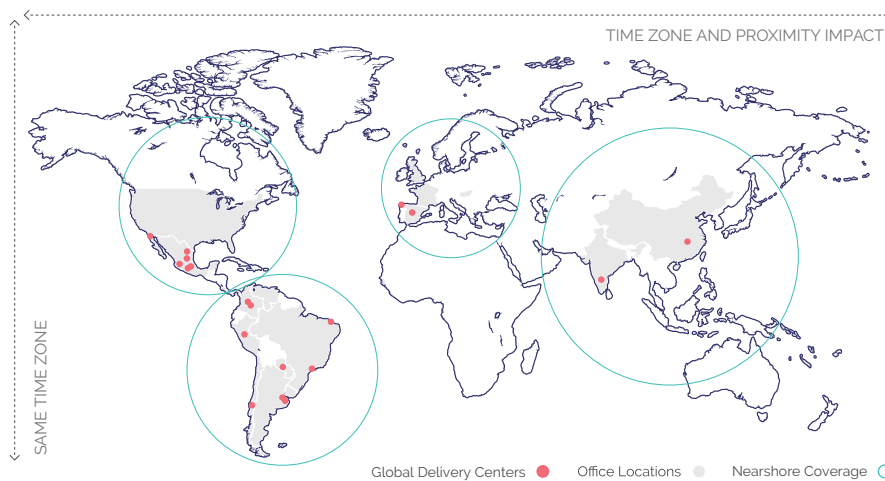 TIME ZONE AND PROXIMITY IMPACT
SAME TIME ZONE
Global Delivery Centers Office Locations Nearshore Coverage